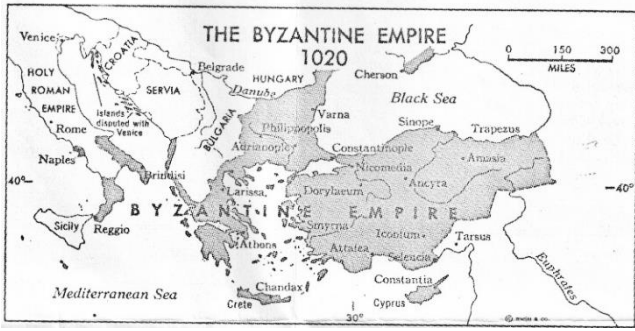 THE BYZANTINE EMPIRE
1020
0 150 300
MILES
Venice
CROATIA
HOLY
ROMAN
EMPIRE
Islands
disputed with
Venice
SERVIA
Belgrade
HUNGARY
Danube
Cherson
Black Sea
BULGARIA
Varna
Philippopolis
Adrianople
Constantinople
Sinope
Trapezus
Rome
Naples
Brindisi
Nicomedia
Amasia
40°
40°
Larissa
Dorylaeum
Ancyra
BYZANTINE EMPIRE
Sicily
Reggio
Smyrna
Iconium
Athons
Attalea
Seleucia
Tarsus
Euphrates
Mediterranean Sea
Chandax
Crete
Constantia
Cyprus
30°